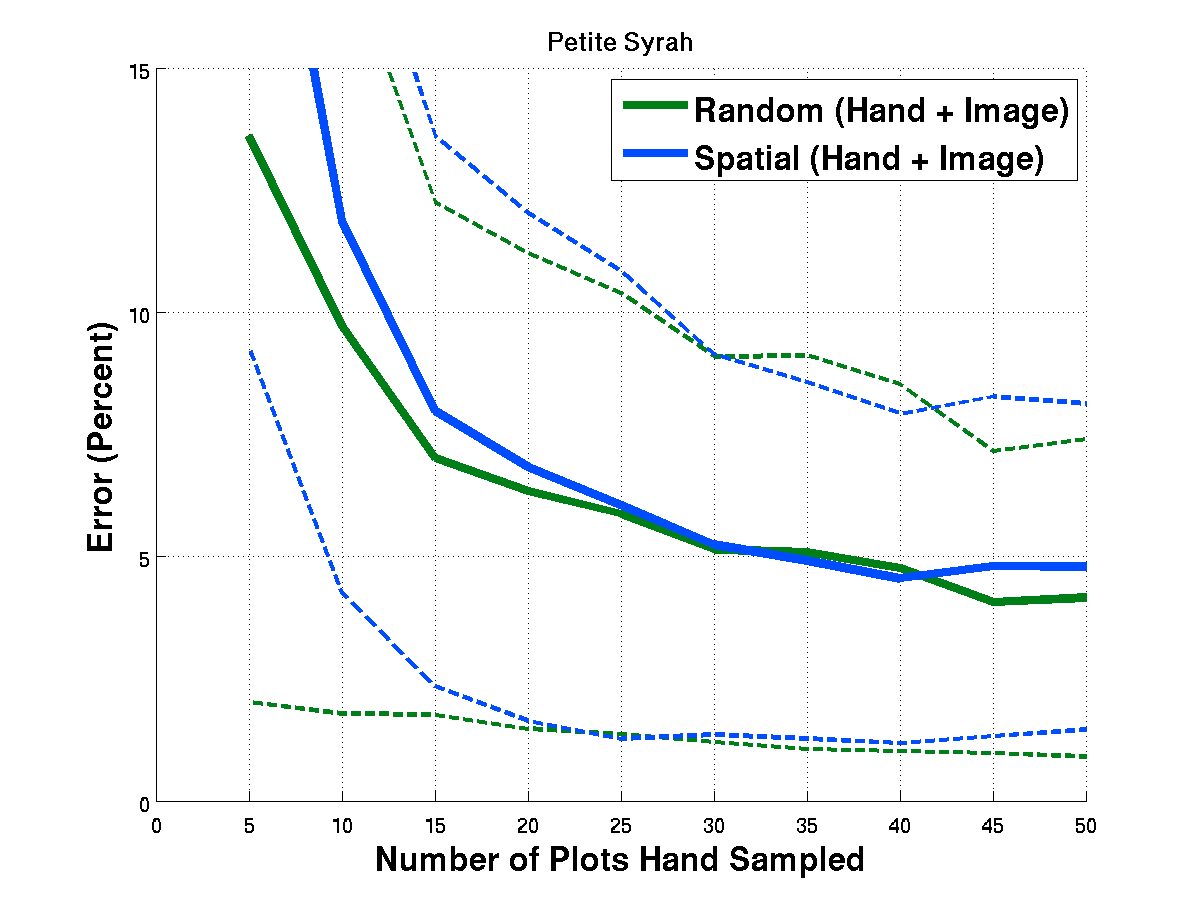 Petite Syrah
Random (Hand + Image)
Spatial (Hand + Image)
15
10
5
0
Error (Percent)
0 5 10 15 20 25 30 35 40 45 50
Number of Plots Hand Sampled